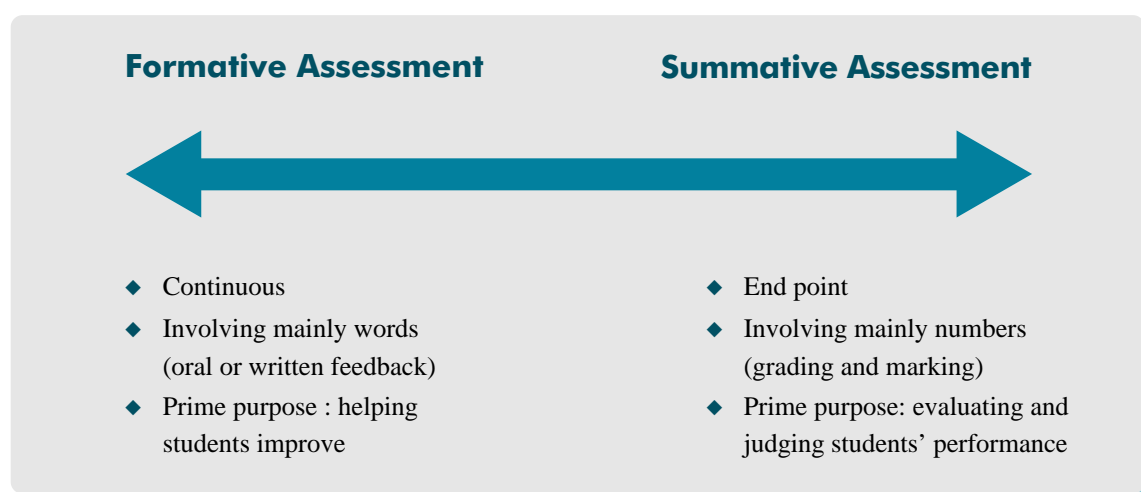 Formative Assessment
Summative Assessment
◆ Continuous
◆ Involving mainly words
(oral or written feedback)
◆ Prime purpose : helping
students improve
◆ End point
◆ Involving mainly numbers
(grading and marking)
◆ Prime purpose: evaluating and
judging students’ performance